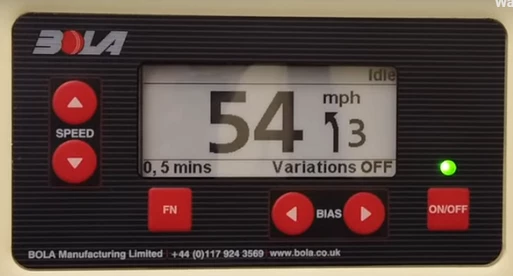 Wa
BOLA
Idle
SPEED
54 mph
3
0, 5 mins Variations OFF
FN
BIAS
ON/OFF
BOLA Manufacturing Limited +44 (0)117 924 3569 www.bola.co.uk